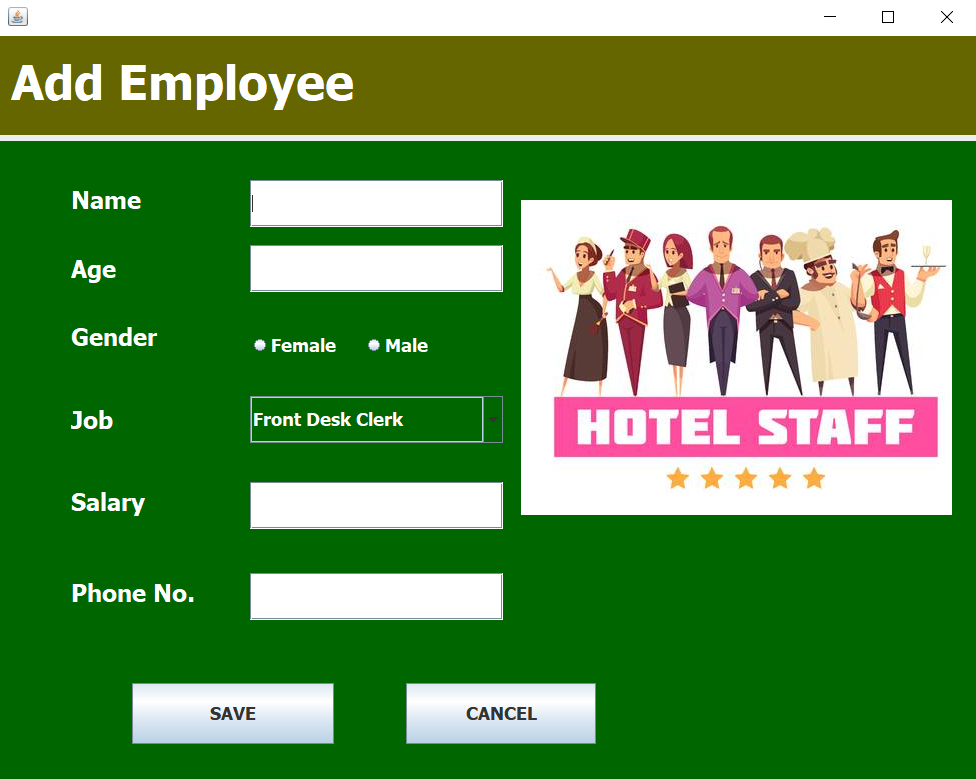 Add Employee
Name
Age
Gender
Female
Male
Job
Front Desk Clerk
Salary
Phone No.
HOTEL STAFF
SAVE
CANCEL